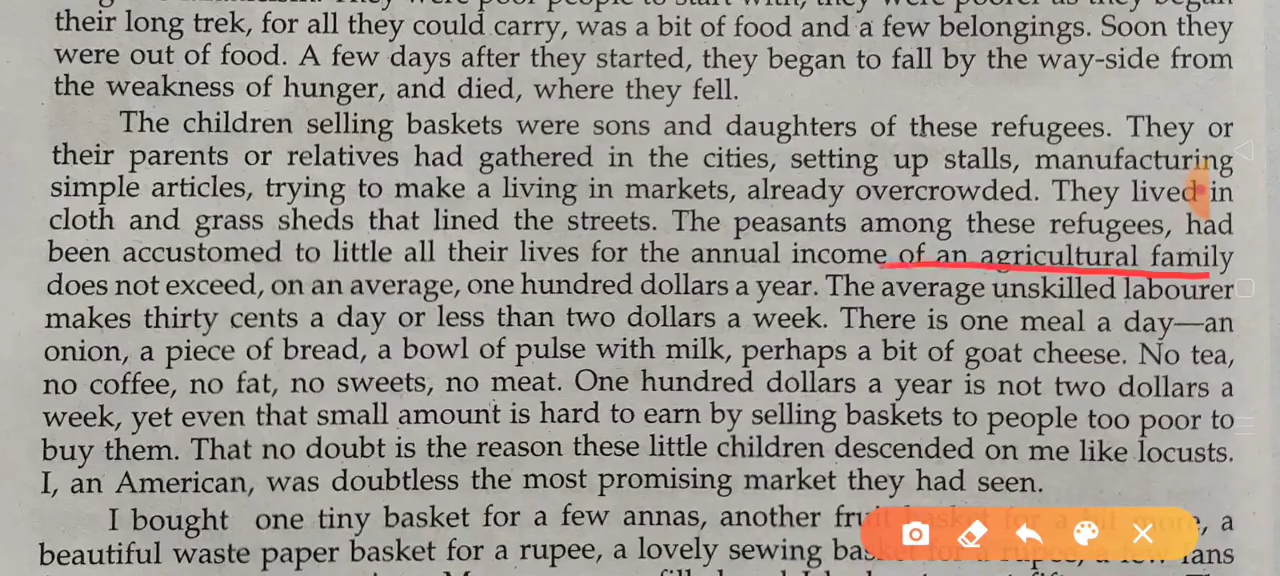 their long trek, for all they could carry, was a bit of food and a few belongings. Soon they
were out of food. A few days after they started, they began to fall by the way-side from
the weakness of hunger, and died, where they fell.
The children selling baskets were sons and daughters of these refugees. They or
their parents or relatives had gathered in the cities, setting up stalls, manufacturing
simple articles, trying to make a living in markets, already overcrowded. They lived in
cloth and grass sheds that lined the streets. The peasants among these refugees, had
been accustomed to little all their lives for the annual income of an agricultural family
does not exceed, on an average, one hundred dollars a year. The average unskilled labourer
makes thirty cents a day or less than two dollars a week. There is one meal a day—an
onion, a piece of bread, a bowl of pulse with milk, perhaps a bit of goat cheese. No tea,
no coffee, no fat, no sweets, no meat. One hundred dollars a year is not two dollars a
week, yet even that small amount is hard to earn by selling baskets to people too poor to
buy them. That no doubt is the reason these little children descended on me like locusts.
I, an American, was doubtless the most promising market they had seen.
I bought one tiny basket for a few annas, another fruit basket for a bit more, a
beautiful waste paper basket for a rupee, a lovely sewing basket for a rupee, a few fans